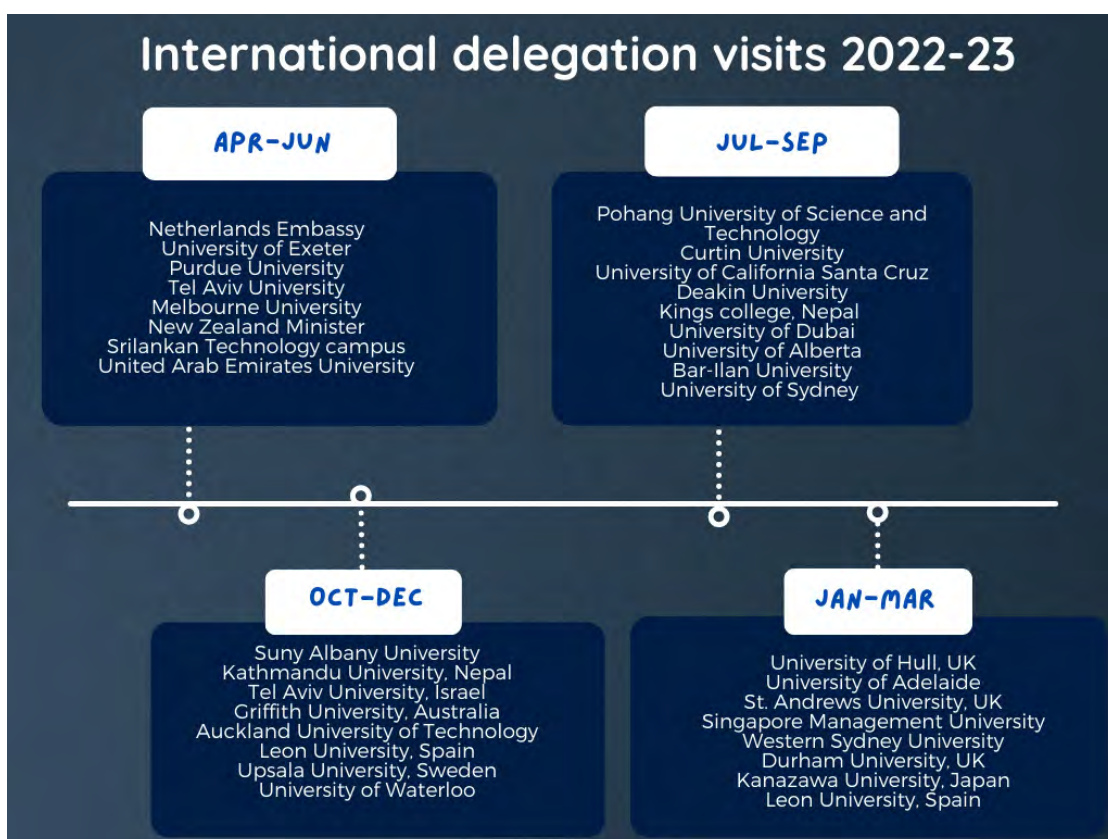 International delegation visits 2022-23
APR-JUN
Netherlands Embassy
University of Exeter
Purdue University
Tel Aviv University
Melbourne University
New Zealand Minister
Srilankan Technology campus
United Arab Emirates University
JUL-SEP
Pohang University of Science and
Technology
Curtin University
University of California Santa Cruz
Deakin University
Kings college, Nepal
University of Dubai
University of Alberta
Bar-Ilan University
University of Sydney
OCT-DEC
Suny Albany University
Kathmandu University, Nepal
Tel Aviv University, Israel
Griffith University, Australia
Auckland University of Technology
Leon University, Spain
Upsala University, Sweden
University of Waterloo
JAN-MAR
University of Hull, UK
University of Adelaide
St. Andrews University, UK
Singapore Management University
Western Sydney University
Durham University, UK
Kanazawa University, Japan
Leon University, Spain